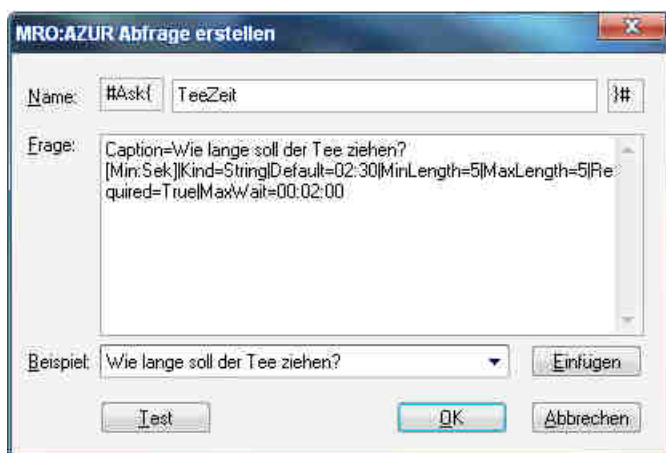 MRO:AZUR Abfrage erstellen
Name: #Ask{ TeeZeit }#
Frage: Caption=Wie lange soll der Tee ziehen?
[Min:Sek]|Kind=String|Default=02:30|MinLength=5|MaxLength=5|Re
quired=True|MaxWait=00:02:00
Beispiel: Wie lange soll der Tee ziehen? Einfügen
Test OK Abbrechen